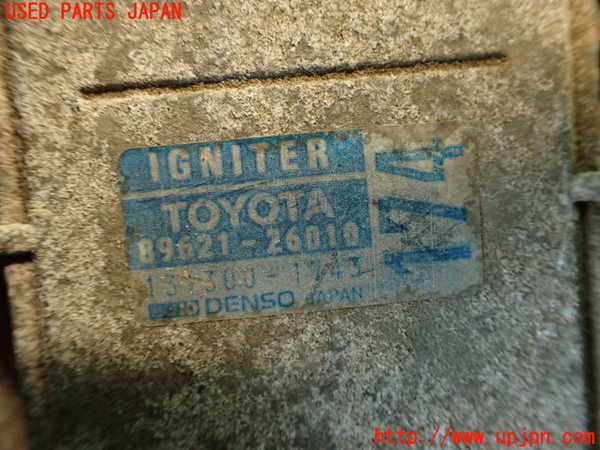 USED PARTS JAPAN
IGNITER
TOYOTA
89621-26010
131300-1743
DENSO JAPAN
174
http://www.upjpn.com/